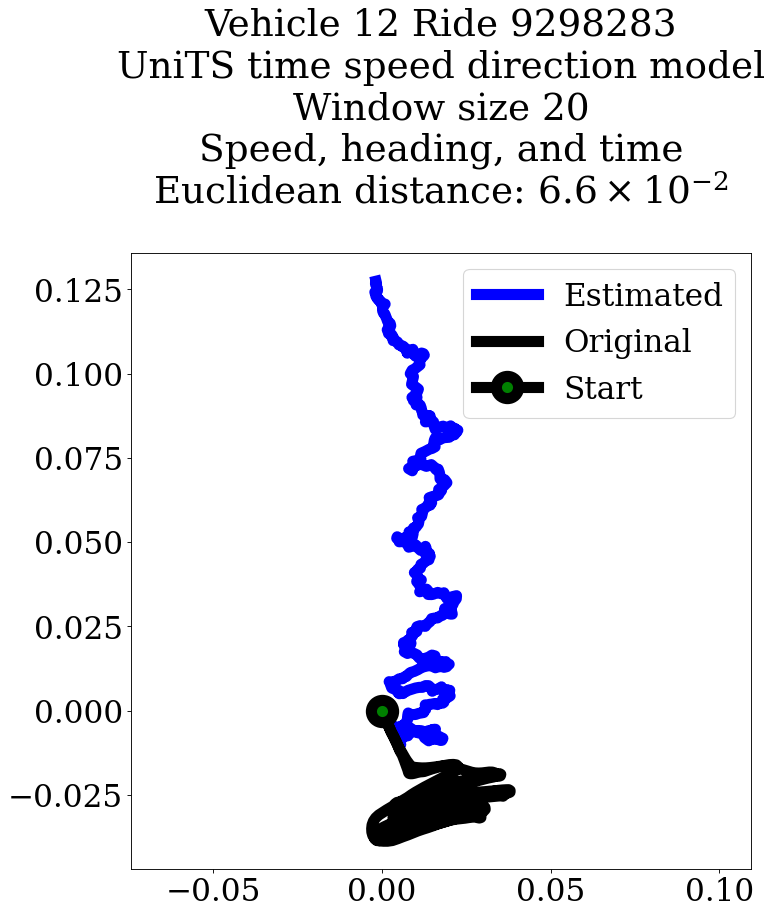 Vehicle 12 Ride 9298283
UniTS time speed direction model
Window size 20
Speed, heading, and time
Euclidean distance: 6.6 × 10⁻²
Estimated
Original
Start
0.125
0.100
0.075
0.050
0.025
0.000
−0.025
−0.05
0.00
0.05
0.10